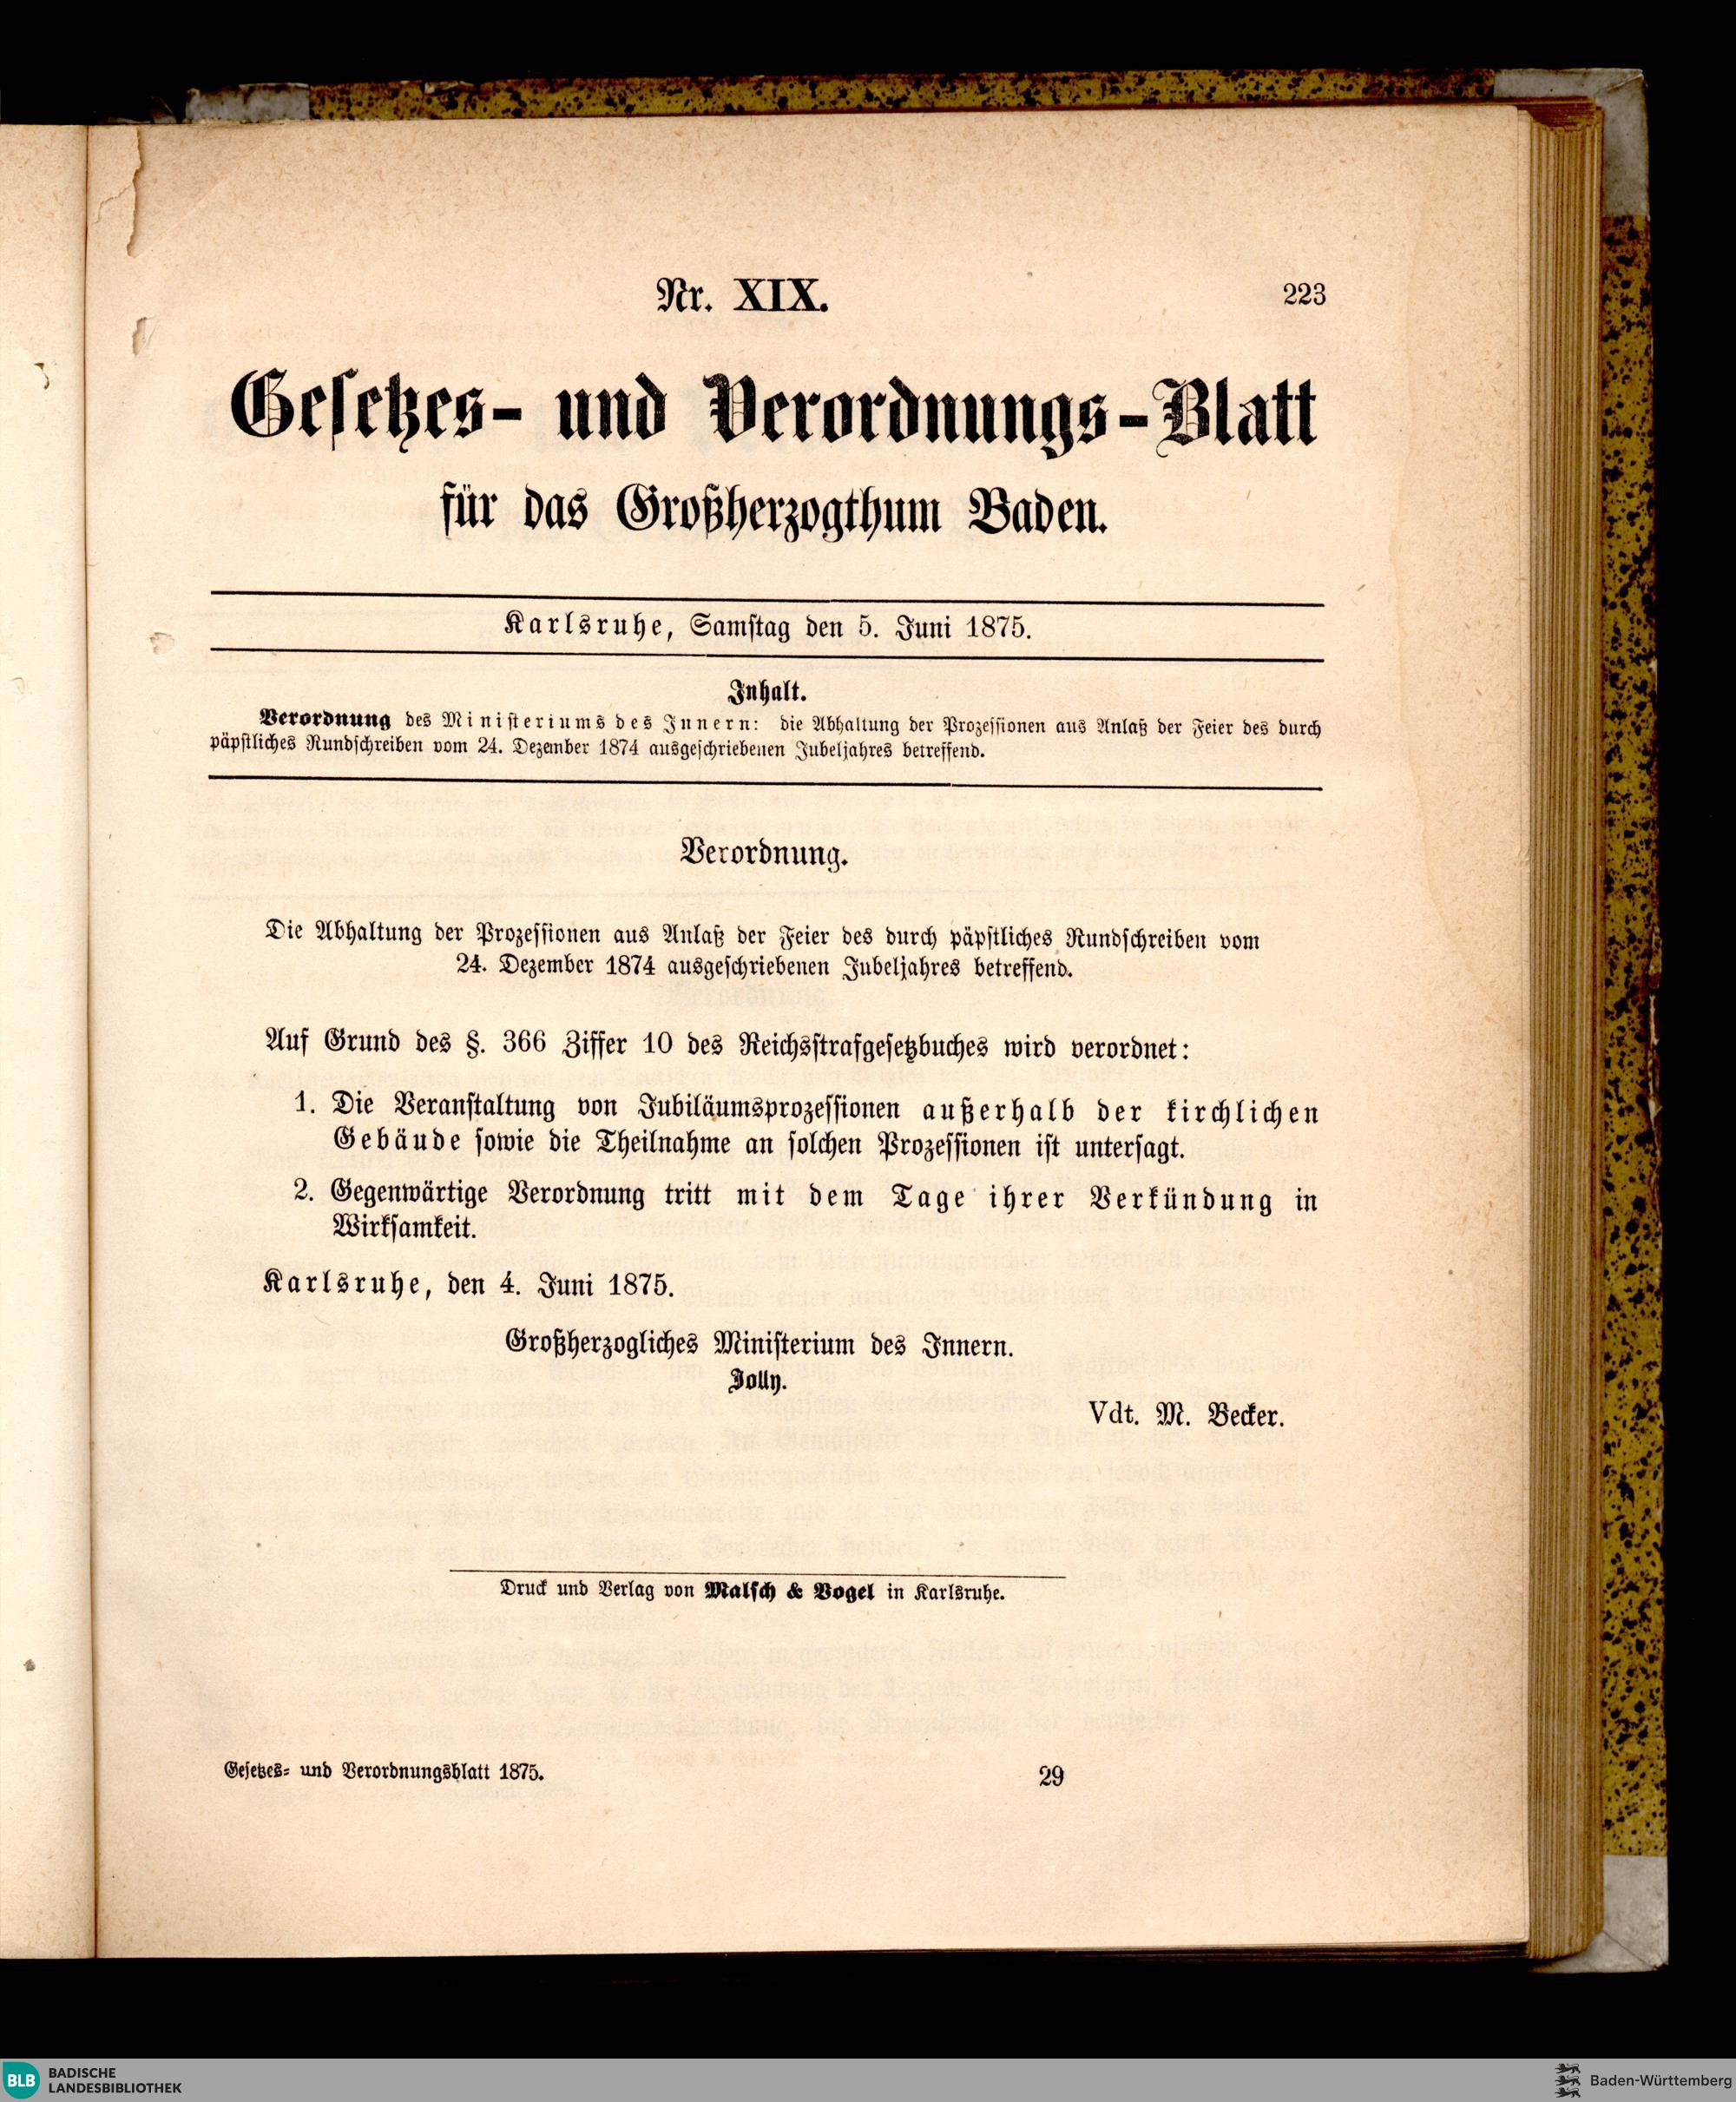 Nr. XIX.
223
Gesetzes- und Verordnungs-Blatt
für das Großherzogthum Baden.
Karlsruhe, Samstag den 5. Juni 1875.
Inhalt.
Verordnung des Ministeriums des Innern: die Abhaltung der Prozessionen aus Anlaß der Feier des durch
päpstliches Rundschreiben vom 24. Dezember 1874 ausgeschriebenen Jubeljahres betreffend.
Verordnung.
Die Abhaltung der Prozessionen aus Anlaß der Feier des durch päpstliches Rundschreiben vom
24. Dezember 1874 ausgeschriebenen Jubeljahres betreffend.
Auf Grund des §. 366 Ziffer 10 des Reichsstrafgesetzbuches wird verordnet:
1. Die Veranstaltung von Jubiläumsprozessionen außerhalb der kirchlichen
Gebäude sowie die Theilnahme an solchen Prozessionen ist untersagt.
2. Gegenwärtige Verordnung tritt mit dem Tage ihrer Verkündung in
Wirksamkeit.
Karlsruhe, den 4. Juni 1875.
Großherzogliches Ministerium des Innern.
Jolly.
Vdt. M. Becker.
Druck und Verlag von Malsch & Vogel in Karlsruhe.
Gesetzes- und Verordnungsblatt 1875.
29
BLB BADISCHE
LANDESBIBLIOTHEK
Baden-Württemberg